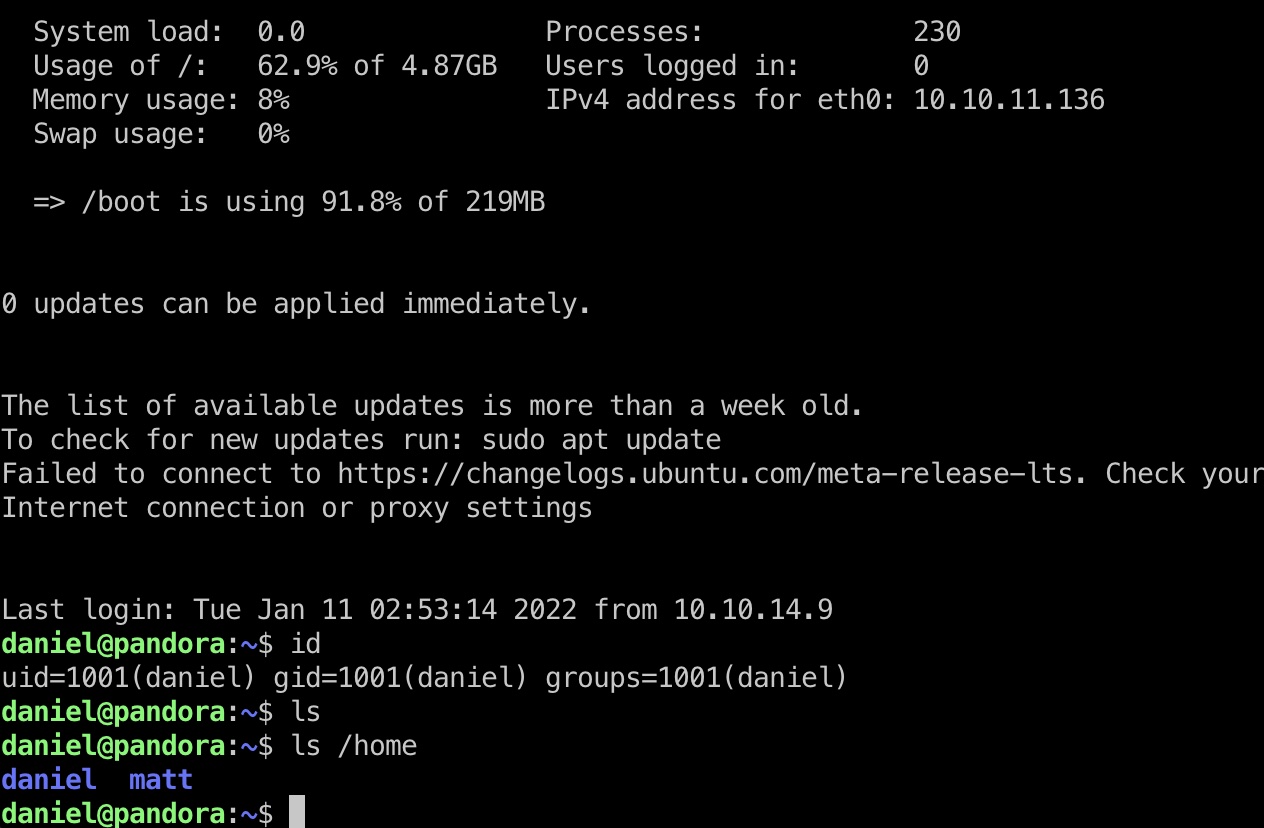 System load:  0.0               Processes:             230
Usage of /:   62.9% of 4.87GB   Users logged in:       0
Memory usage: 8%                IPv4 address for eth0: 10.10.11.136
Swap usage:   0%
=> /boot is using 91.8% of 219MB
0 updates can be applied immediately.
The list of available updates is more than a week old.
To check for new updates run: sudo apt update
Failed to connect to https://changelogs.ubuntu.com/meta-release-lts. Check your
Internet connection or proxy settings
Last login: Tue Jan 11 02:53:14 2022 from 10.10.14.9
daniel@pandora:~$ id
uid=1001(daniel) gid=1001(daniel) groups=1001(daniel)
daniel@pandora:~$ ls
daniel@pandora:~$ ls /home
daniel  matt
daniel@pandora:~$